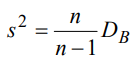 s² = n / (n − 1) D_B